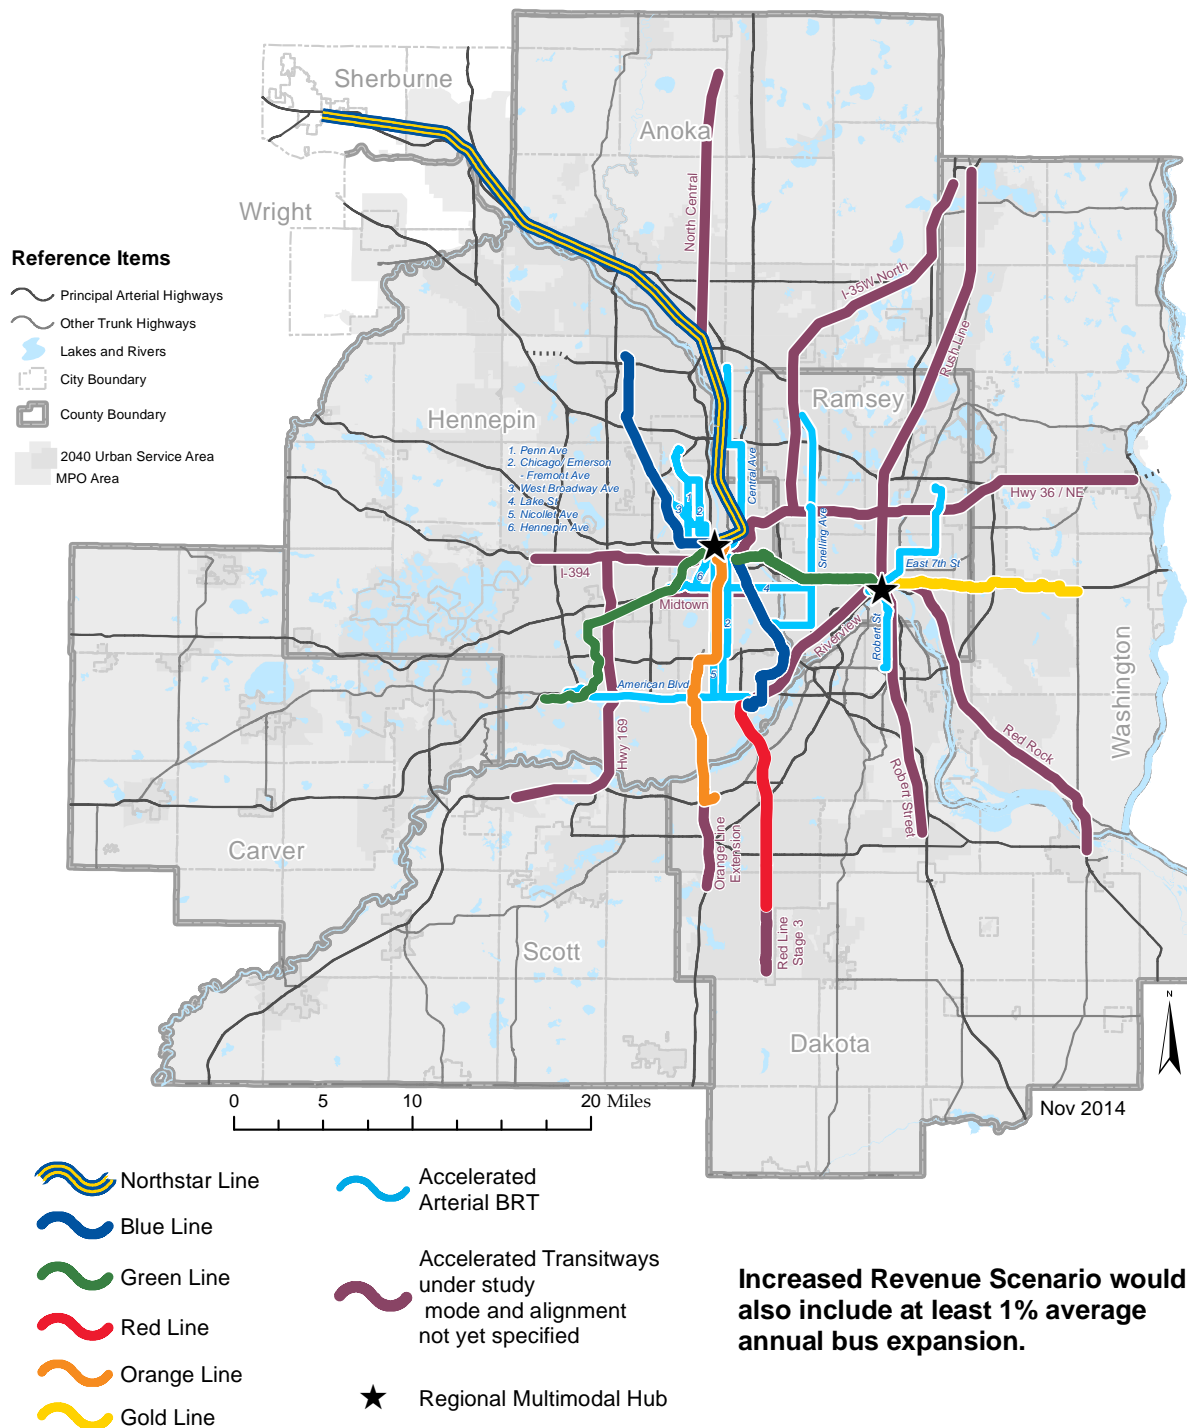 Sherburne
Anoka
Wright
North Central
I-35W North
Rush Line
Reference Items
Principal Arterial Highways
Other Trunk Highways
Lakes and Rivers
City Boundary
County Boundary
2040 Urban Service Area
MPO Area
Hennepin
Ramsey
1. Penn Ave
2. Chicago/ Emerson
- Fremont Ave
3. West Broadway Ave
4. Lake St
5. Nicollet Ave
6. Hennepin Ave
Central Ave
Snelling Ave
Hwy 36 / NE
1
3
2
I-394
6
4
Midtown
East 7th St
2
Riverview
Robert St
American Blvd
5
Washington
Hwy 169
Red Rock
Robert Street
Orange Line
Extension
Carver
Scott
Red Line
Stage 3
Dakota
N
Nov 2014
0 5 10 20 Miles
Northstar Line
Blue Line
Green Line
Red Line
Orange Line
Gold Line
Accelerated
Arterial BRT
Accelerated Transitways
under study
mode and alignment
not yet specified
Regional Multimodal Hub
Increased Revenue Scenario would
also include at least 1% average
annual bus expansion.